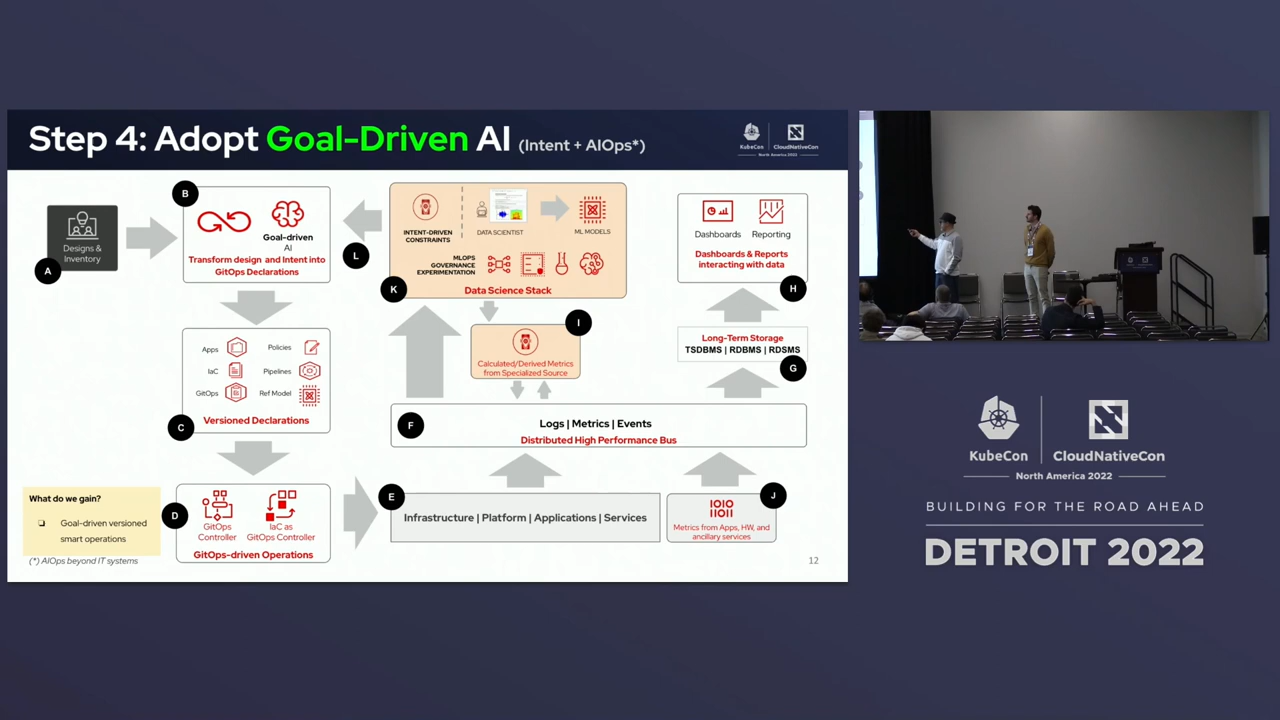 Step 4: Adopt Goal-Driven AI (Intent + AIOps*)
KubeCon
CloudNativeCon
North America 2022
A
Designs &
Inventory
B
Goal-driven
AI
Transform design and Intent into
GitOps Declarations
L
INTENT-DRIVEN
CONSTRAINTS
DATA SCIENTIST
ML MODELS
MLOPS
GOVERNANCE
EXPERIMENTATION
K
Data Science Stack
Dashboards
Reporting
Dashboards & Reports
interacting with data
H
I
Calculated/Derived Metrics
from Specialized Source
Long-Term Storage
TSDBMS | RDBMS | RDSMS
G
Apps
Policies
IaC
Pipelines
GitOps
Ref Model
C
Versioned Declarations
F
Logs | Metrics | Events
Distributed High Performance Bus
What do we gain?
❑ Goal-driven versioned
smart operations
(*) AIOps beyond IT systems
D
GitOps
Controller
IaC as
GitOps Controller
GitOps-driven Operations
E
Infrastructure | Platform | Applications | Services
J
IOIO
IIOII
Metrics from Apps, HW, and
ancillary services
12
KubeCon
CloudNativeCon
North America 2022
BUILDING FOR THE ROAD AHEAD
DETROIT 2022